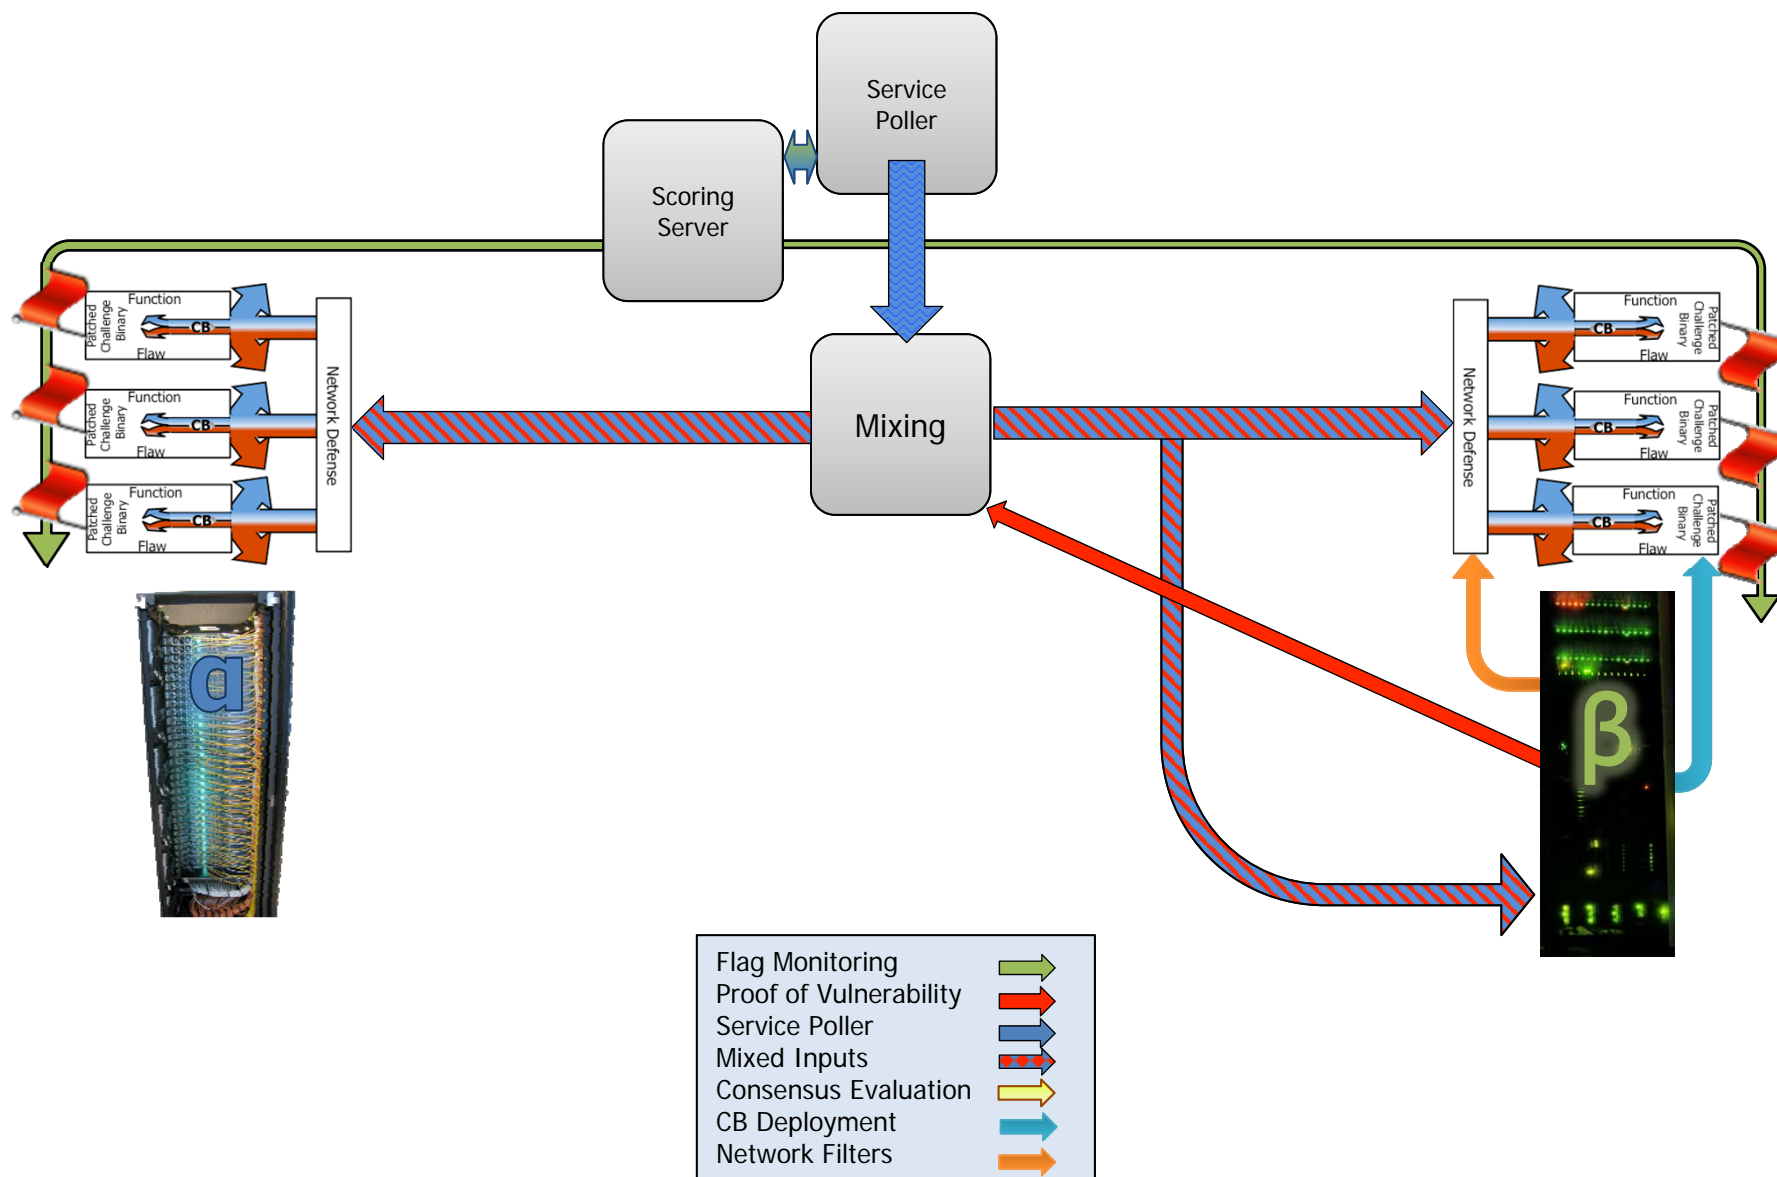 Service
Poller
Scoring
Server
Mixing
Patched
Challenge
Binary
Function
CB
Flaw
Patched
Challenge
Binary
Function
CB
Flaw
Patched
Challenge
Binary
Function
CB
Flaw
Network Defense
Network Defense
Function
CB
Flaw
Patched
Challenge
Binary
Function
CB
Flaw
Patched
Challenge
Binary
Function
CB
Flaw
Patched
Challenge
Binary
α
β
Flag Monitoring
Proof of Vulnerability
Service Poller
Mixed Inputs
Consensus Evaluation
CB Deployment
Network Filters